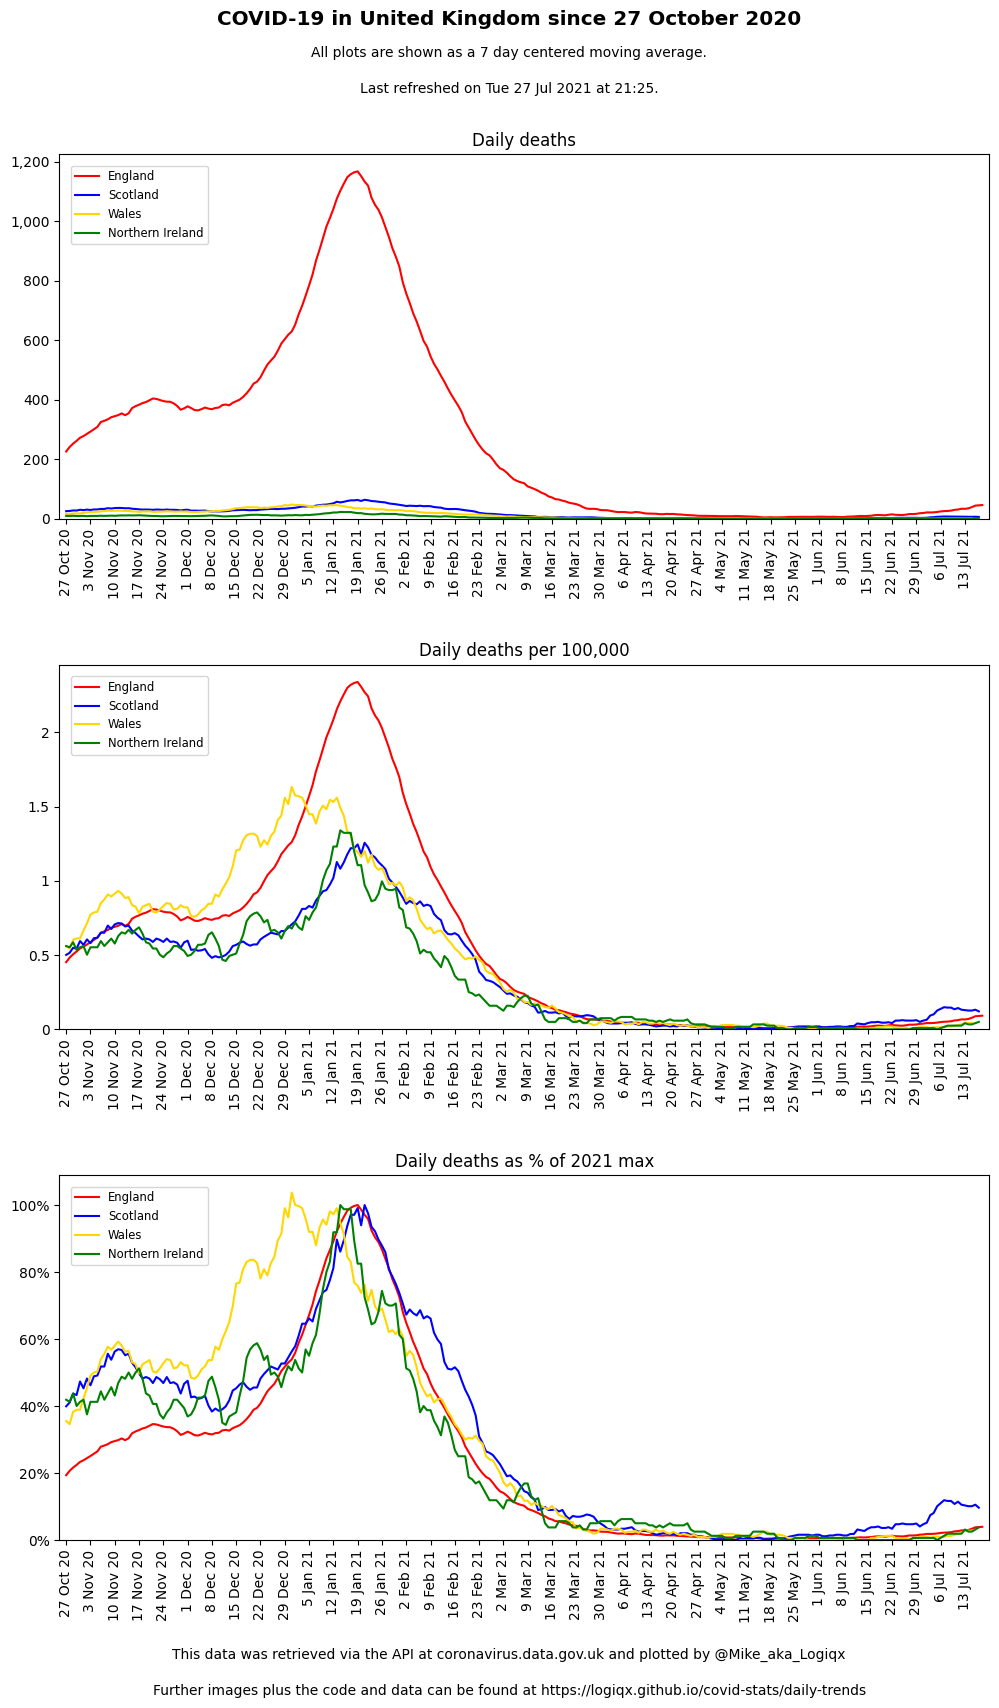 COVID-19 in United Kingdom since 27 October 2020
All plots are shown as a 7 day centered moving average.
Last refreshed on Tue 27 Jul 2021 at 21:25.
Daily deaths
1,200
1,000
800
600
400
200
0
England
Scotland
Wales
Northern Ireland
27 Oct 20
3 Nov 20
10 Nov 20
17 Nov 20
24 Nov 20
1 Dec 20
8 Dec 20
15 Dec 20
22 Dec 20
29 Dec 20
5 Jan 21
12 Jan 21
19 Jan 21
26 Jan 21
2 Feb 21
9 Feb 21
16 Feb 21
23 Feb 21
2 Mar 21
9 Mar 21
16 Mar 21
23 Mar 21
30 Mar 21
6 Apr 21
13 Apr 21
20 Apr 21
27 Apr 21
4 May 21
11 May 21
18 May 21
25 May 21
1 Jun 21
8 Jun 21
15 Jun 21
22 Jun 21
29 Jun 21
6 Jul 21
13 Jul 21
Daily deaths per 100,000
2
1.5
1
0.5
0
England
Scotland
Wales
Northern Ireland
27 Oct 20
3 Nov 20
10 Nov 20
17 Nov 20
24 Nov 20
1 Dec 20
8 Dec 20
15 Dec 20
22 Dec 20
29 Dec 20
5 Jan 21
12 Jan 21
19 Jan 21
26 Jan 21
2 Feb 21
9 Feb 21
16 Feb 21
23 Feb 21
2 Mar 21
9 Mar 21
16 Mar 21
23 Mar 21
30 Mar 21
6 Apr 21
13 Apr 21
20 Apr 21
27 Apr 21
4 May 21
11 May 21
18 May 21
25 May 21
1 Jun 21
8 Jun 21
15 Jun 21
22 Jun 21
29 Jun 21
6 Jul 21
13 Jul 21
Daily deaths as % of 2021 max
100%
80%
60%
40%
20%
0%
England
Scotland
Wales
Northern Ireland
27 Oct 20
3 Nov 20
10 Nov 20
17 Nov 20
24 Nov 20
1 Dec 20
8 Dec 20
15 Dec 20
22 Dec 20
29 Dec 20
5 Jan 21
12 Jan 21
19 Jan 21
26 Jan 21
2 Feb 21
9 Feb 21
16 Feb 21
23 Feb 21
2 Mar 21
9 Mar 21
16 Mar 21
23 Mar 21
30 Mar 21
6 Apr 21
13 Apr 21
20 Apr 21
27 Apr 21
4 May 21
11 May 21
18 May 21
25 May 21
1 Jun 21
8 Jun 21
15 Jun 21
22 Jun 21
29 Jun 21
6 Jul 21
13 Jul 21
This data was retrieved via the API at coronavirus.data.gov.uk and plotted by @Mike_aka_Logiqx
Further images plus the code and data can be found at https://logiqx.github.io/covid-stats/daily-trends